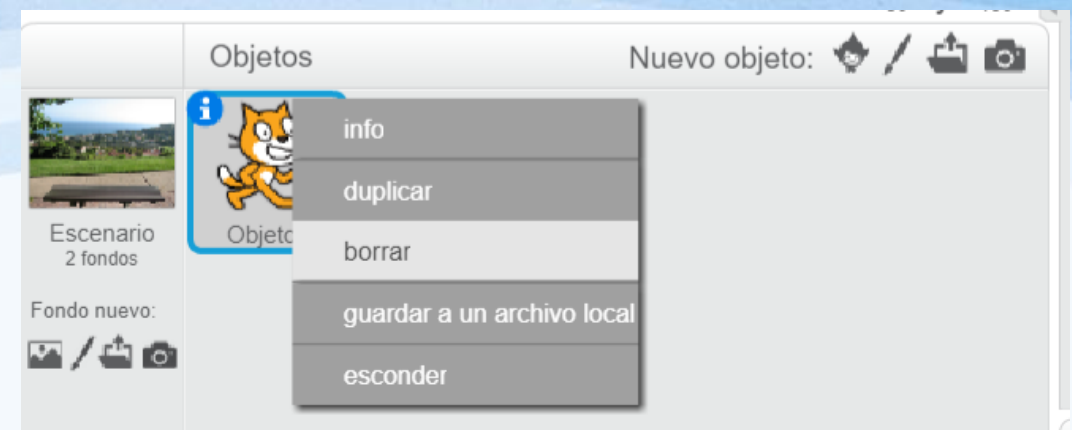 Objetos
Nuevo objeto:
info
duplicar
borrar
guardar a un archivo local
esconder
Escenario
2 fondos
Fondo nuevo: